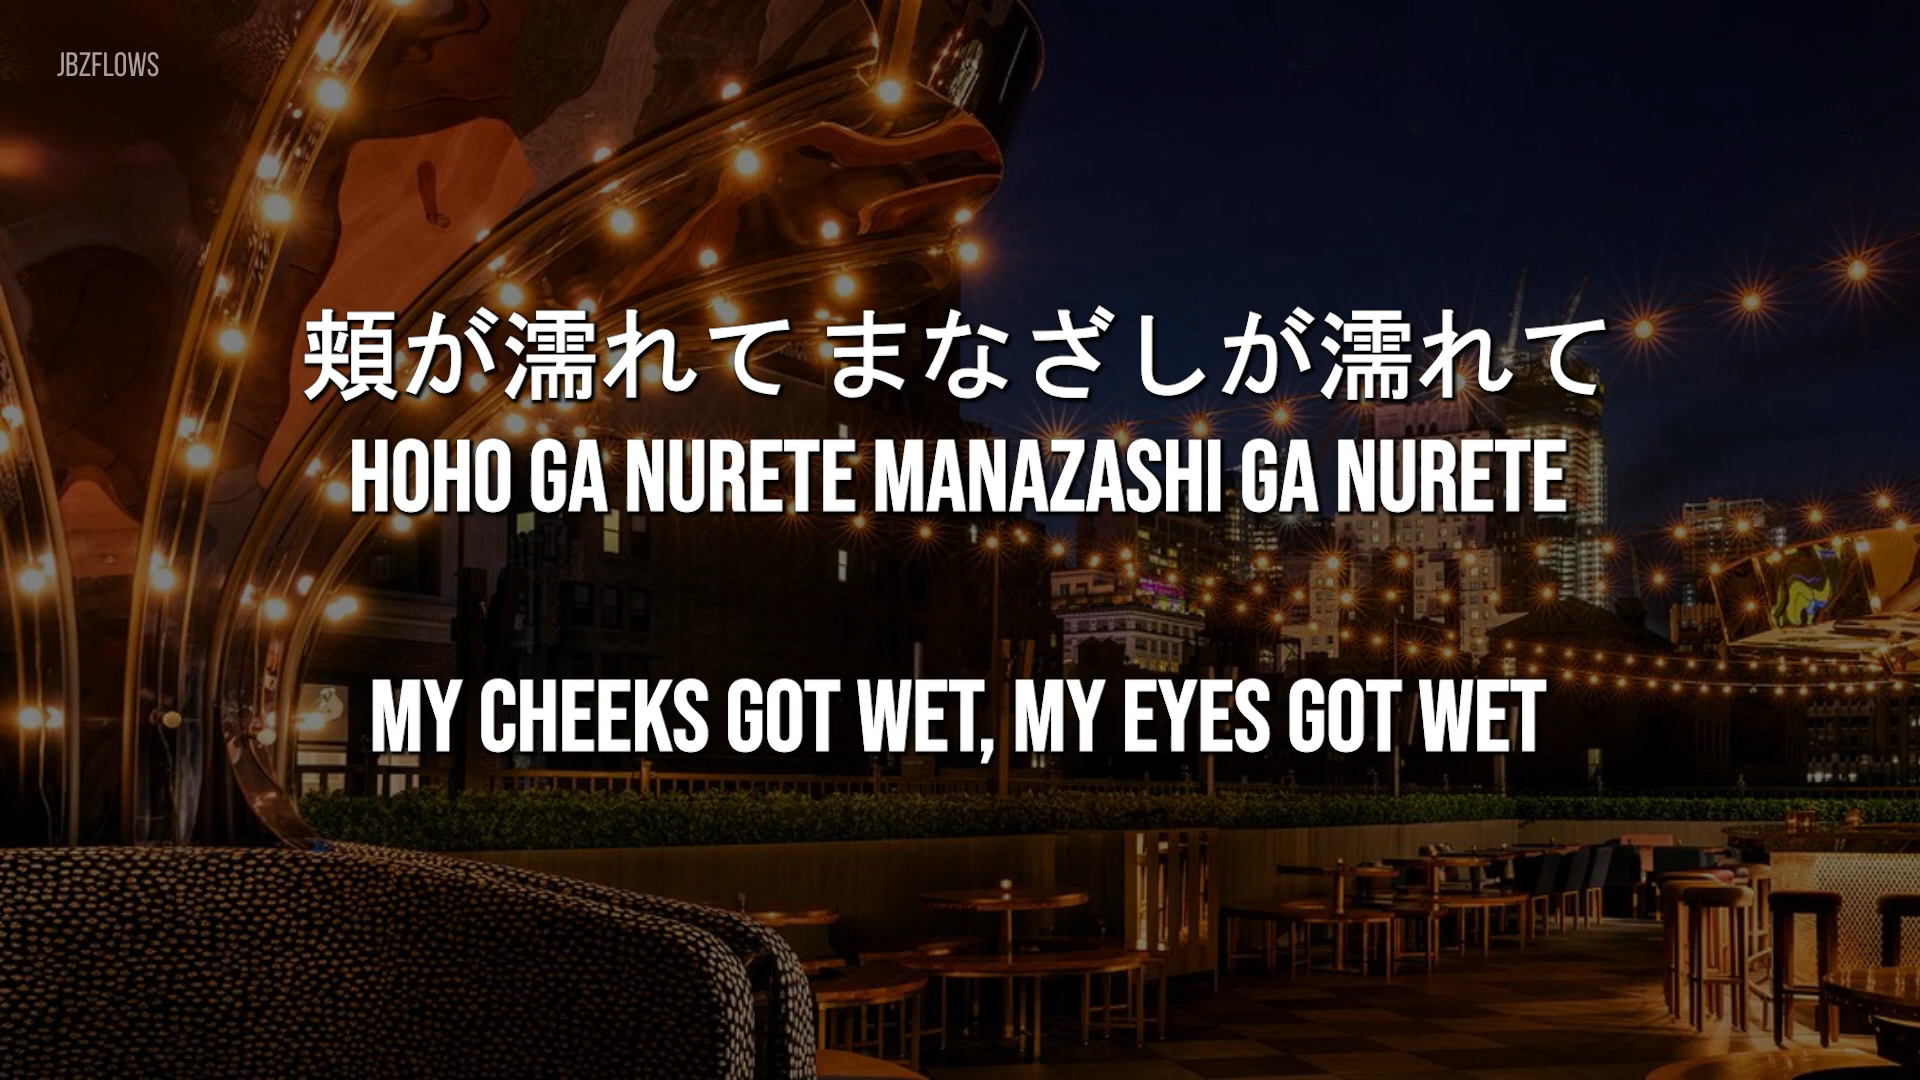 JBZFLOWS
頬が濡れて まなざしが濡れて
HOHO GA NURETE MANAZASHI GA NURETE
MY CHEEKS GOT WET, MY EYES GOT WET